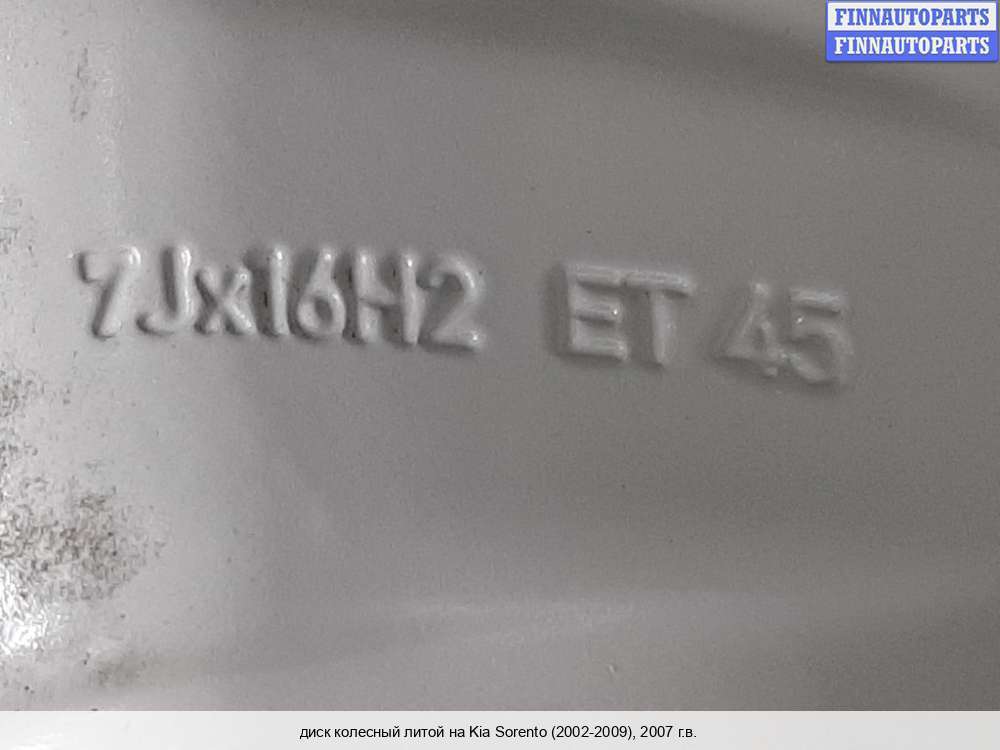 FINNAUTOPARTS
FINNAUTOPARTS
7Jx16H2 ET 45
диск колесный литой на Kia Sorento (2002-2009), 2007 г.в.